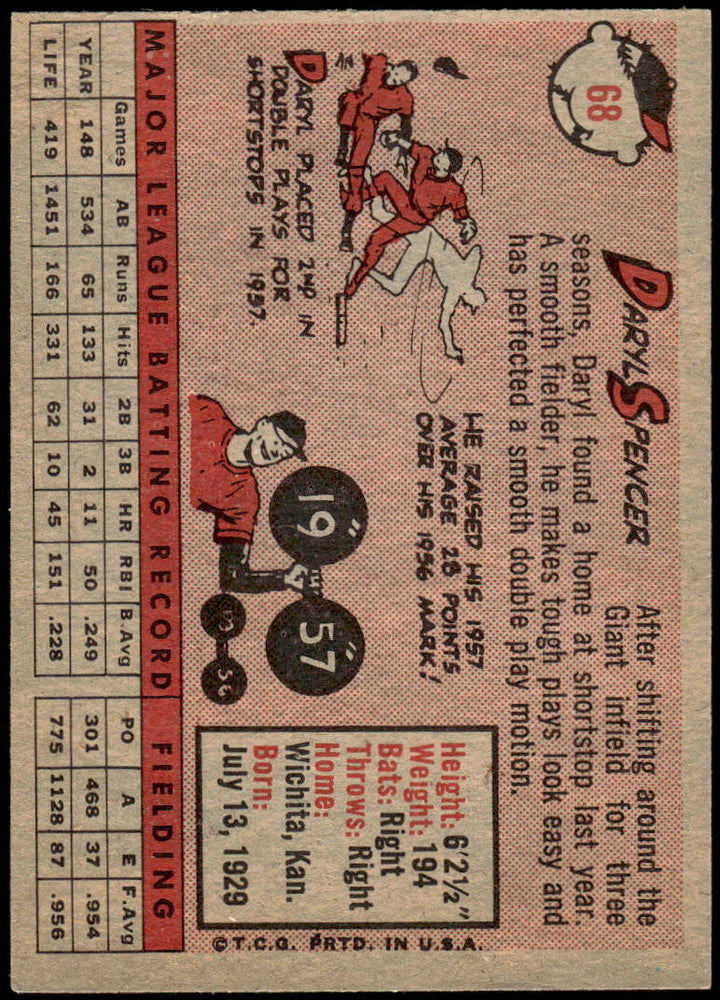 68
DARYL SPENCER
After shifting around the
Giant infield for three
seasons, Daryl found a home at shortstop last year.
A smooth fielder, he makes tough plays look easy and
has perfected a smooth double play motion.
DARYL PLACED 2ND IN
DOUBLE PLAYS FOR
SHORTSTOPS IN 1957.
HE RAISED HIS 1957
AVERAGE 28 POINTS
OVER HIS 1956 MARK!
19" 57"
19 56
Height: 6'2½"
Weight: 194
Bats: Right
Throws: Right
Home:
Wichita, Kan.
Born:
July 13, 1929
©T.C.G. PRTD. IN U.S.A.
MAJOR LEAGUE BATTING RECORD FIELDING
Games AB Runs Hits 2B 3B HR RBI B.Avg PO A E F.Avg
YEAR 148 534 65 133 31 2 11 50 .249 301 468 37 .954
LIFE 419 1451 166 331 62 10 45 151 .228 775 1128 87 .956